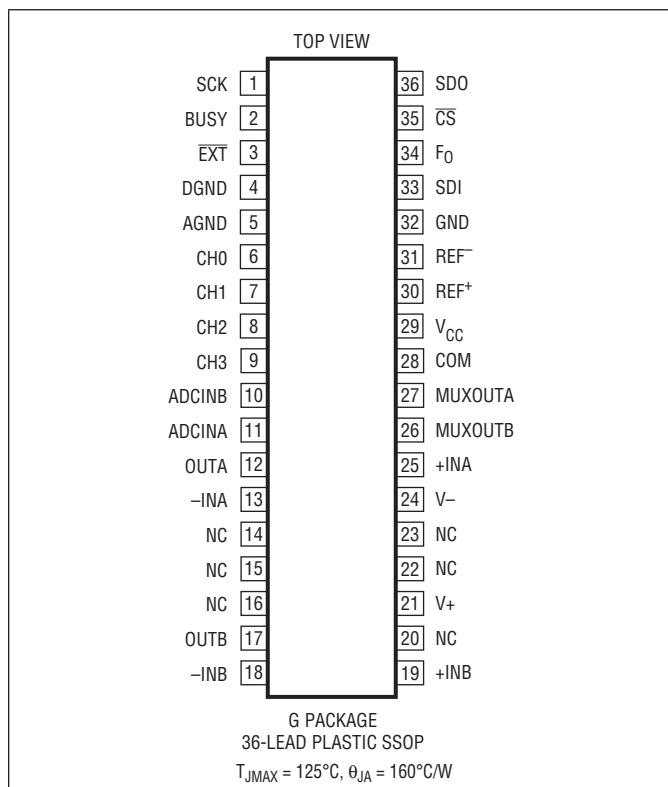 TOP VIEW
SCK 1 36 SDO
BUSY 2 35 C̅S̅
E̅X̅T̅ 3 34 F₀
DGND 4 33 SDI
AGND 5 32 GND
CH0 6 31 REF⁻
CH1 7 30 REF⁺
CH2 8 29 VCC
CH3 9 28 COM
ADCINB 10 27 MUXOUTA
ADCINA 11 26 MUXOUTB
OUTA 12 25 +INA
–INA 13 24 V–
NC 14 23 NC
NC 15 22 NC
NC 16 21 V+
OUTB 17 20 NC
–INB 18 19 +INB
G PACKAGE
36-LEAD PLASTIC SSOP
TJMAX = 125°C, θJA = 160°C/W